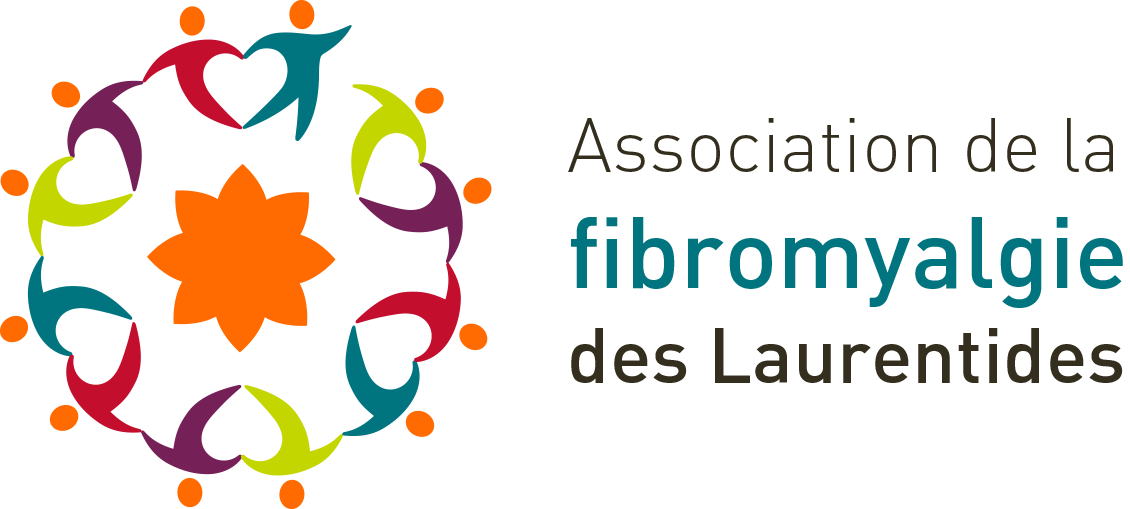 Association de la
fibromyalgie
des Laurentides